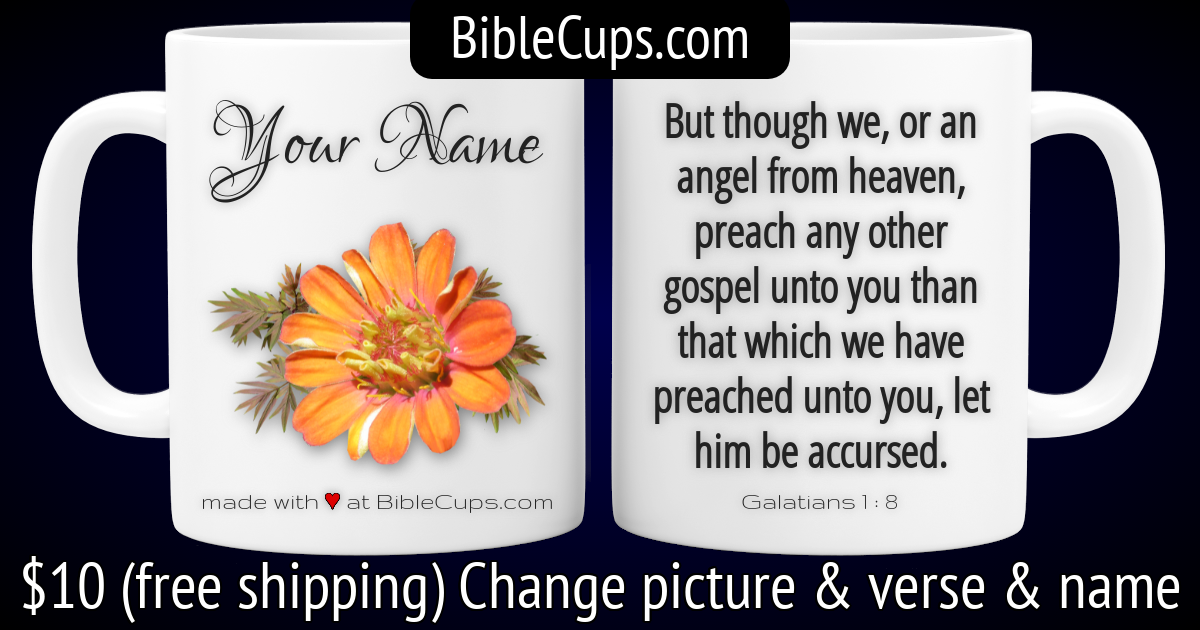 BibleCups.com
Your Name
made with ♥ at BibleCups.com
But though we, or an
angel from heaven,
preach any other
gospel unto you than
that which we have
preached unto you, let
him be accursed.
Galatians 1 : 8
$10 (free shipping) Change picture & verse & name